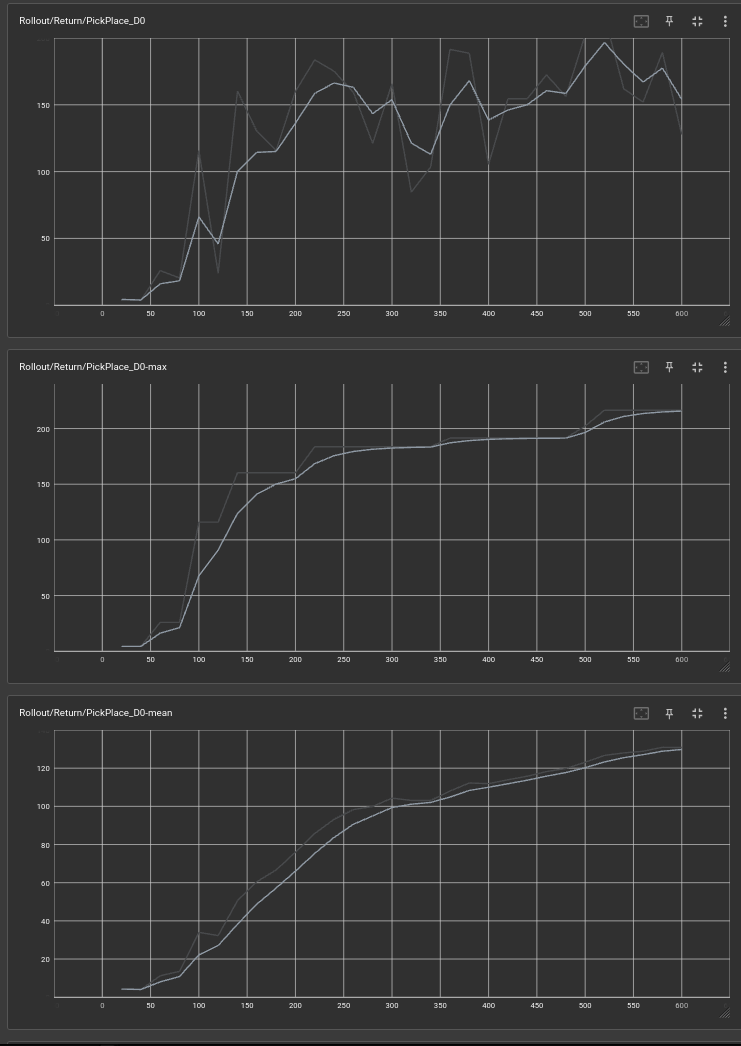 Rollout/Return/PickPlace_D0
150
100
50
0 50 100 150 200 250 300 350 400 450 500 550 600
Rollout/Return/PickPlace_D0-max
200
150
100
50
0 50 100 150 200 250 300 350 400 450 500 550 600
Rollout/Return/PickPlace_D0-mean
120
100
80
60
40
20
0 50 100 150 200 250 300 350 400 450 500 550 600